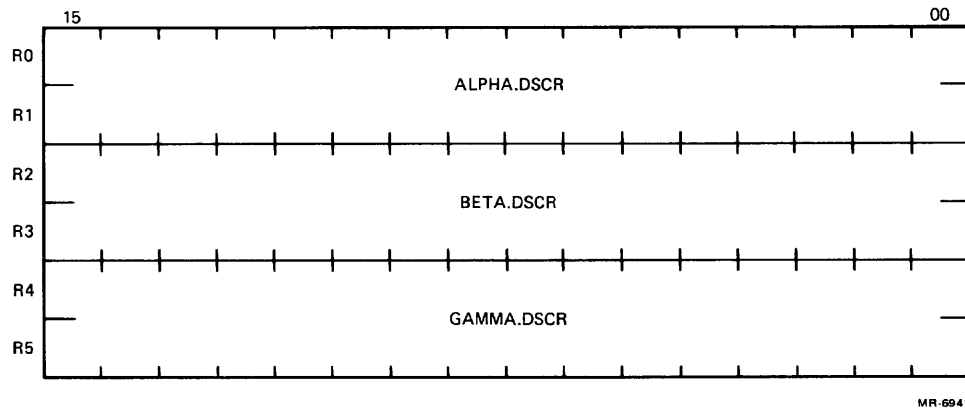 15 00
R0
ALPHA.DSCR
R1
R2
BETA.DSCR
R3
R4
GAMMA.DSCR
R5
MR-694